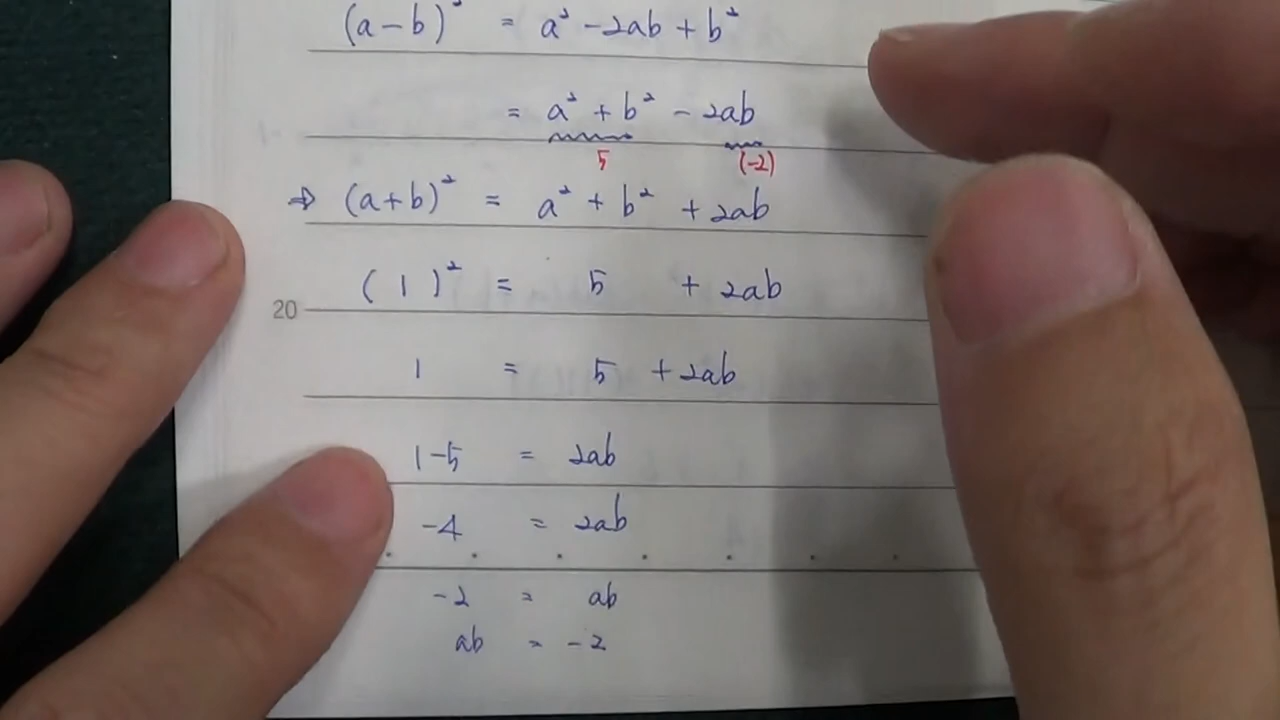 (a-b)² = a² -2ab + b²
= a² + b² - 2ab
5 (-2)
⇒ (a+b)² = a² + b² + 2ab
( 1 )² = 5 + 2ab
20
1 = 5 + 2ab
1-5 = 2ab
-4 = 2ab
-2 = ab
ab = -2